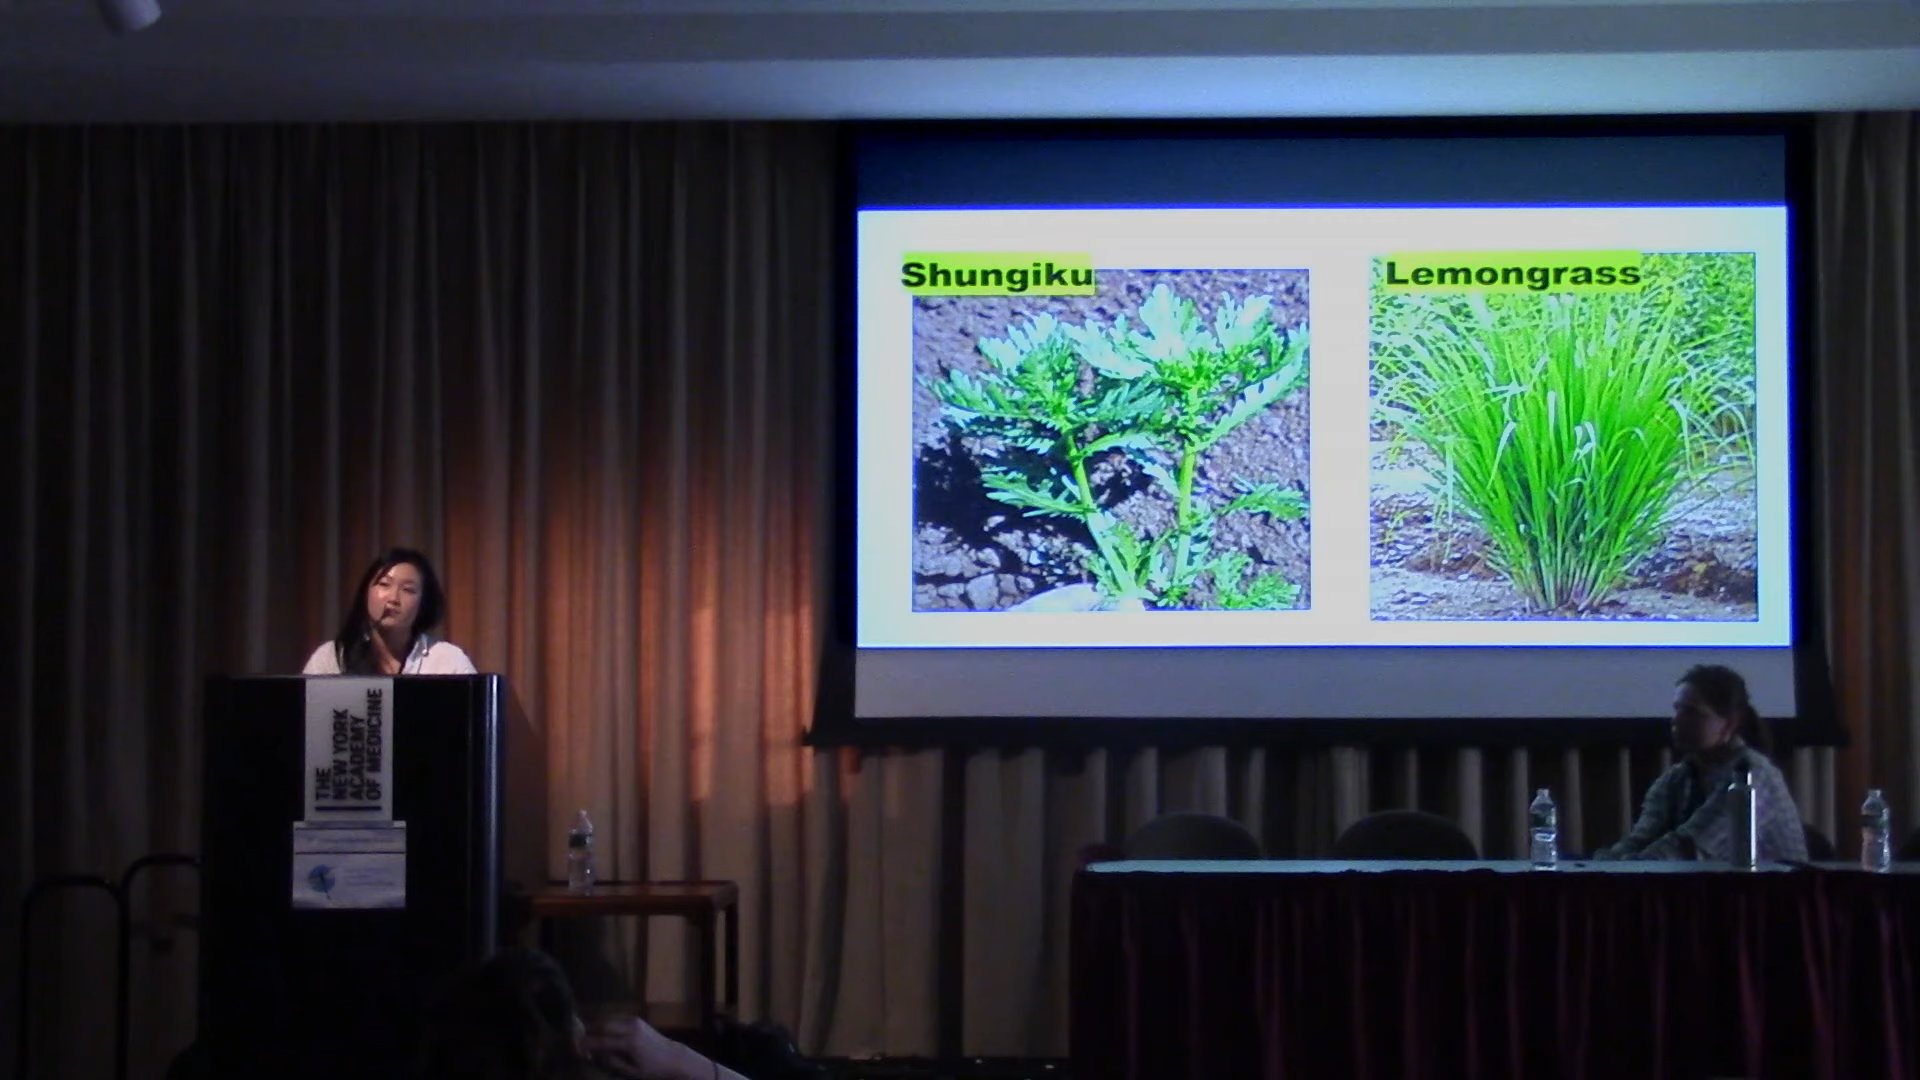 Shungiku
Lemongrass
THE
NEW YORK
ACADEMY
OF MEDICINE